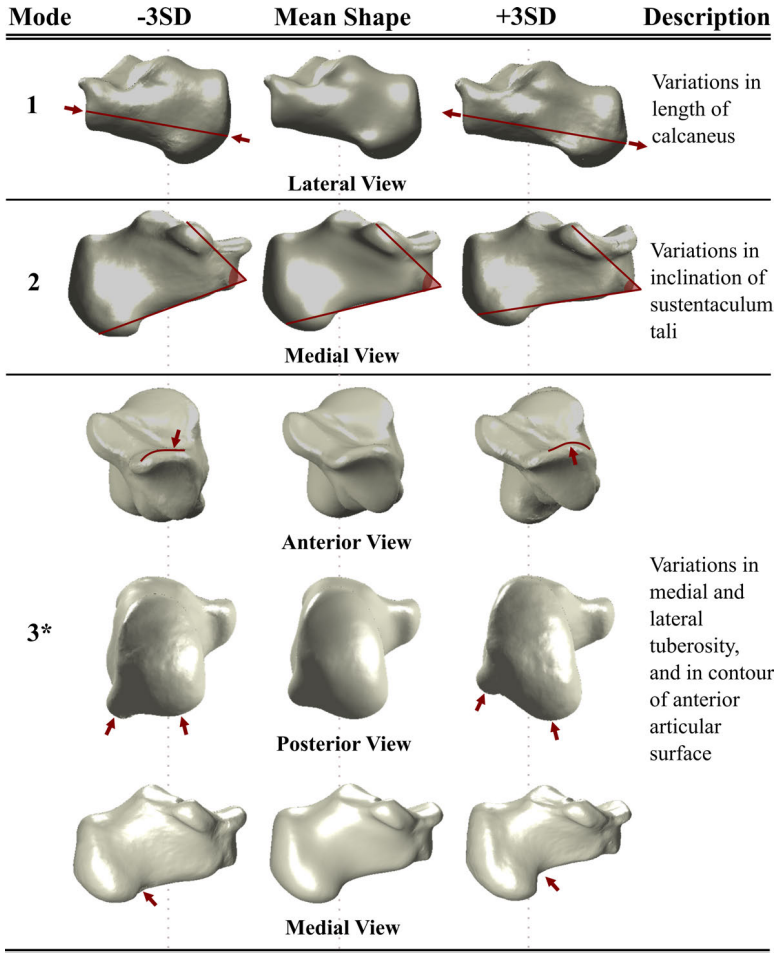 Mode -3SD Mean Shape +3SD Description
1
Variations in
length of
calcaneus
Lateral View
2
Variations in
inclination of
sustentaculum
tali
Medial View
Anterior View
3*
Variations in
medial and
lateral
tuberosity,
and in contour
of anterior
articular
surface
Posterior View
Medial View